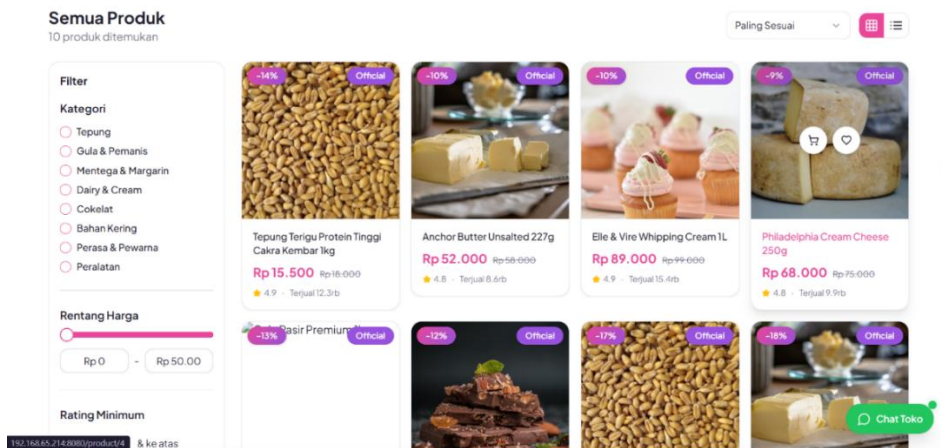 Semua Produk
10 produk ditemukan
Paling Sesuai
Filter
Kategori
Tepung
Gula & Pemanis
Mentega & Margarin
Dairy & Cream
Cokelat
Bahan Kering
Perasa & Pewarna
Peralatan
Rentang Harga
Rp 0 - Rp 50.00
Rating Minimum
& ke atas
-14% Official
Tepung Terigu Protein Tinggi
Cakra Kembar 1kg
Rp 15.500 Rp 18.000
4.9 · Terjual 12.3rb
-10% Official
Anchor Butter Unsalted 227g
Rp 52.000 Rp 58.000
4.8 · Terjual 8.6rb
-10% Official
Elle & Vire Whipping Cream 1L
Rp 89.000 Rp 99.000
4.9 · Terjual 15.4rb
-9% Official
Philadelphia Cream Cheese
250g
Rp 68.000 Rp 75.000
4.8 · Terjual 9.9rb
-13% Official
Pasir Premium
-12% Official
-17% Official
-18% Official
Chat Toko
192.168.65.214:8080/product/4